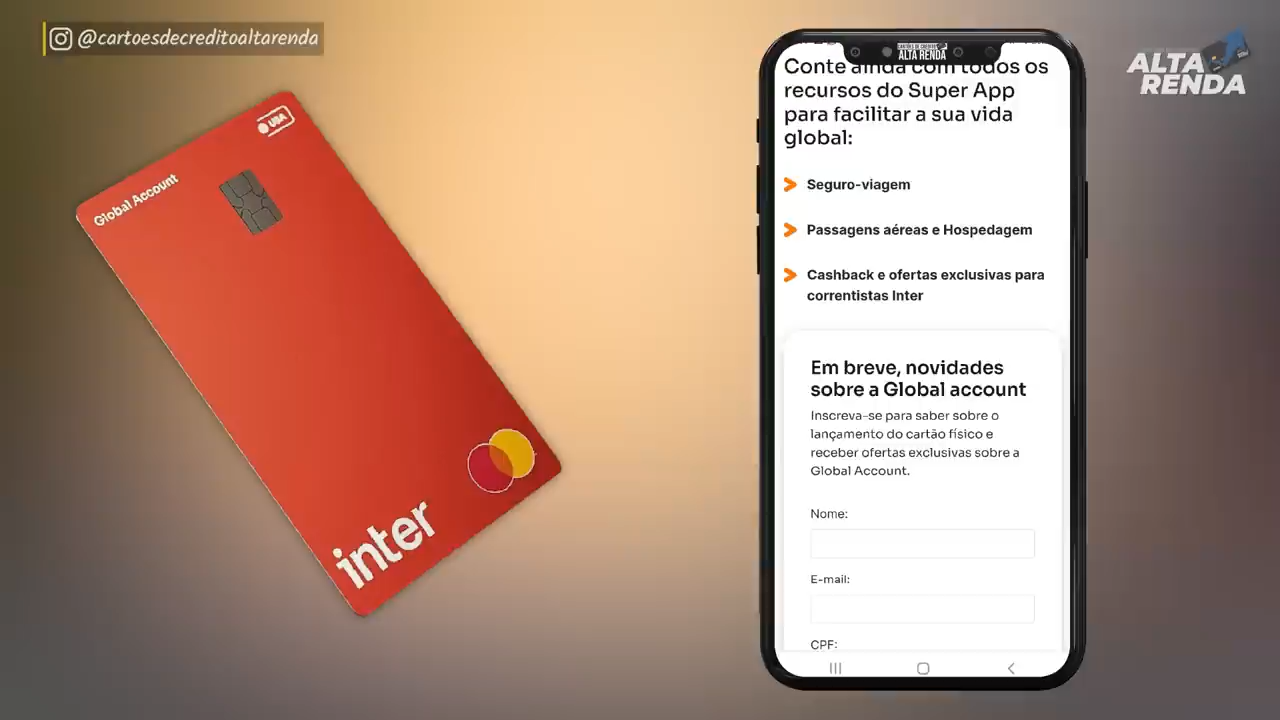 @cartoesdecreditoaltarenda
ALTA
RENDA
USA
Global Account
inter
CARTÕES DE CRÉDITO
ALTA RENDA
Conte ainda com todos os
recursos do Super App
para facilitar a sua vida
global:
Seguro-viagem
Passagens aéreas e Hospedagem
Cashback e ofertas exclusivas para
correntistas Inter
Em breve, novidades
sobre a Global account
Inscreva-se para saber sobre o
lançamento do cartão físico e
receber ofertas exclusivas sobre a
Global Account.
Nome:
E-mail:
CPF: